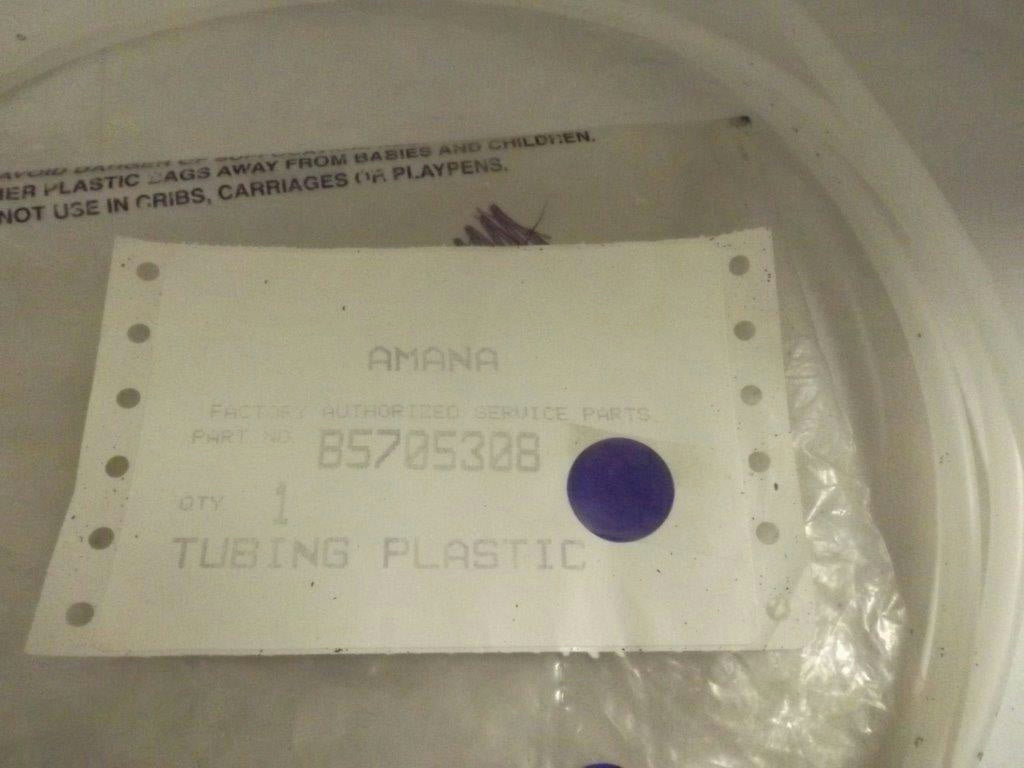 NER PLASTIC BAGS AWAY FROM BABIES AND CHILDREN.
NOT USE IN CRIBS, CARRIAGES OR PLAYPENS.
AMANA
FACTORY AUTHORIZED SERVICE PARTS
PART NO. B5705308
QTY 1
TUBING PLASTIC